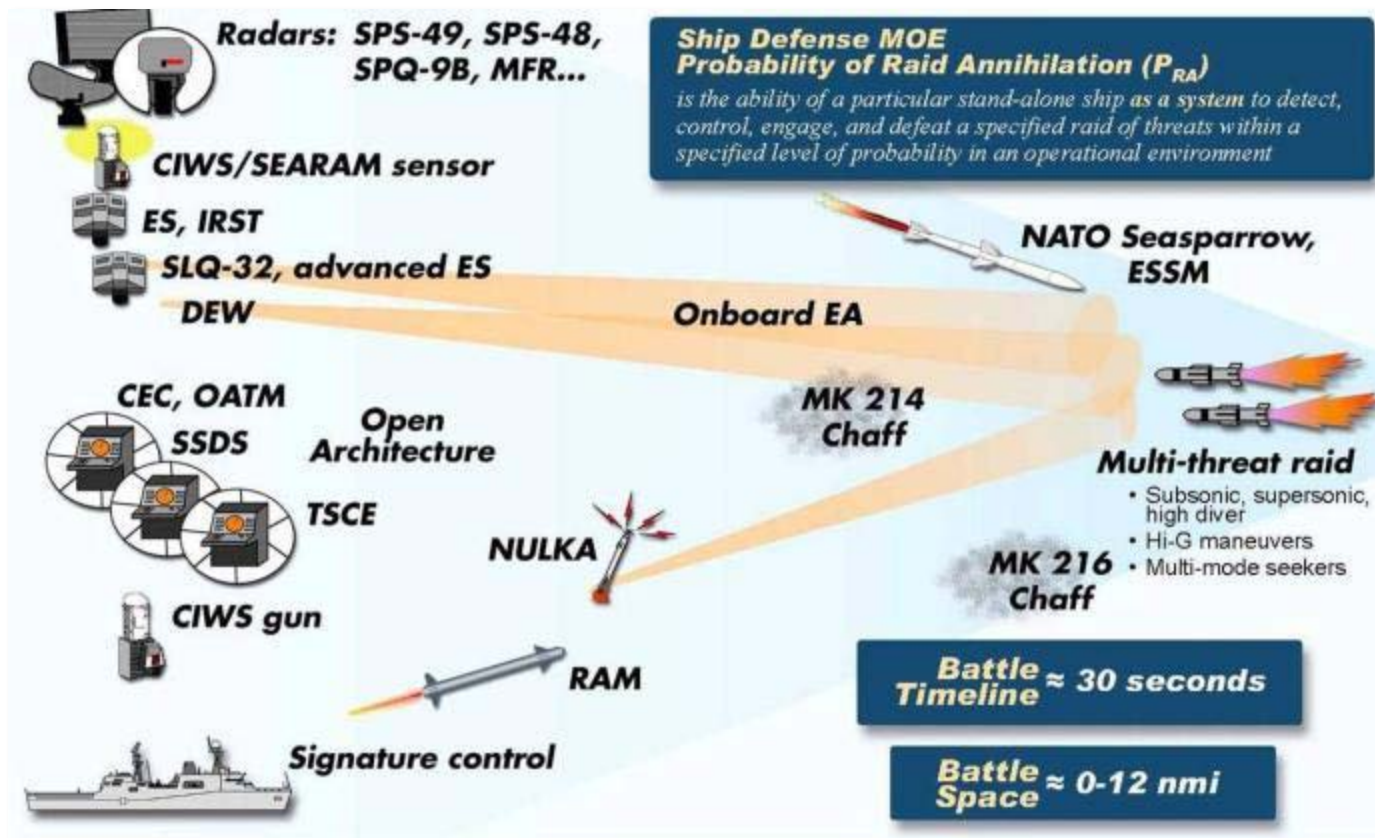 Radars: SPS-49, SPS-48,
SPQ-9B, MFR...
Ship Defense MOE
Probability of Raid Annihilation (PRA)
is the ability of a particular stand-alone ship as a system to detect,
control, engage, and defeat a specified raid of threats within a
specified level of probability in an operational environment
CIWS/SEARAM sensor
ES, IRST
SLQ-32, advanced ES
DEW
NATO Seasparrow,
ESSM
Onboard EA
CEC, OATM
SSDS
TSCE
Open
Architecture
MK 214
Chaff
Multi-threat raid
• Subsonic, supersonic,
high diver
• Hi-G maneuvers
• Multi-mode seekers
NULKA
MK 216
Chaff
CIWS gun
RAM
Signature control
Battle
Timeline ≈ 30 seconds
Battle
Space ≈ 0-12 nmi